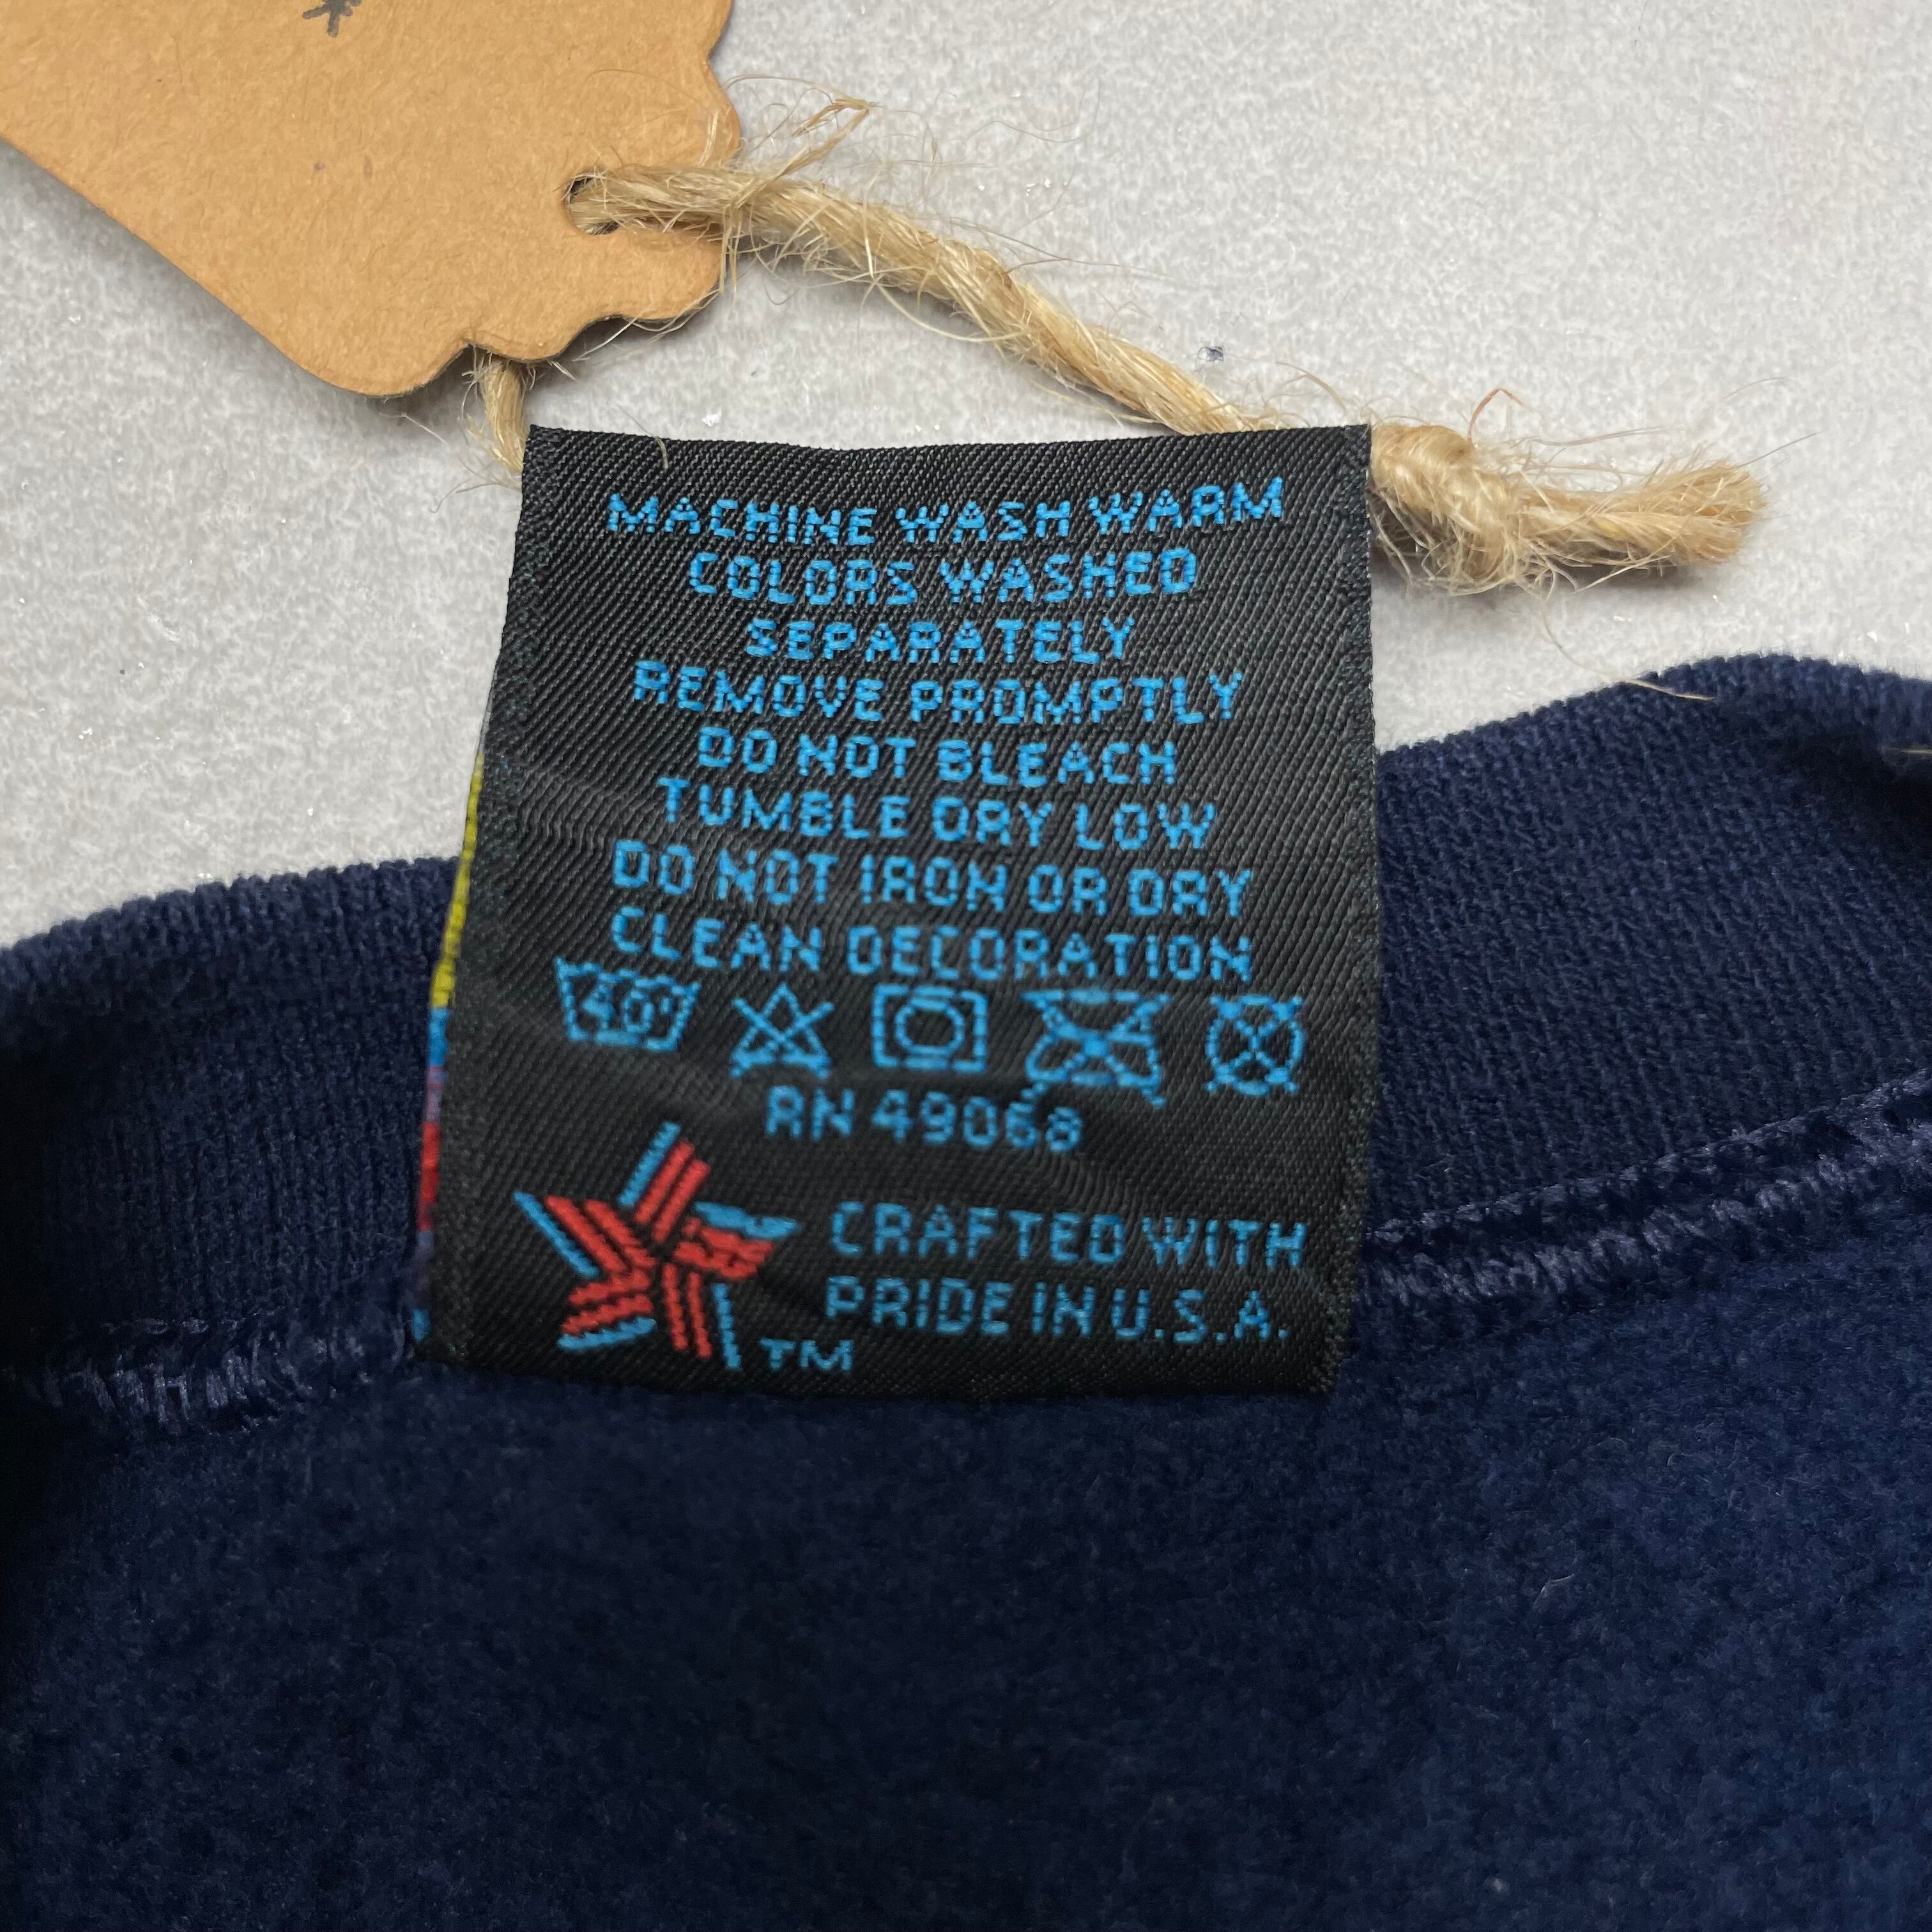 MACHINE WASH WARM
COLORS WASHED
SEPARATELY
REMOVE PROMPTLY
DO NOT BLEACH
TUMBLE DRY LOW
DO NOT IRON OR DRY
CLEAN DECORATION
40°
RN 49068
CRAFTED WITH
PRIDE IN U.S.A.
TM